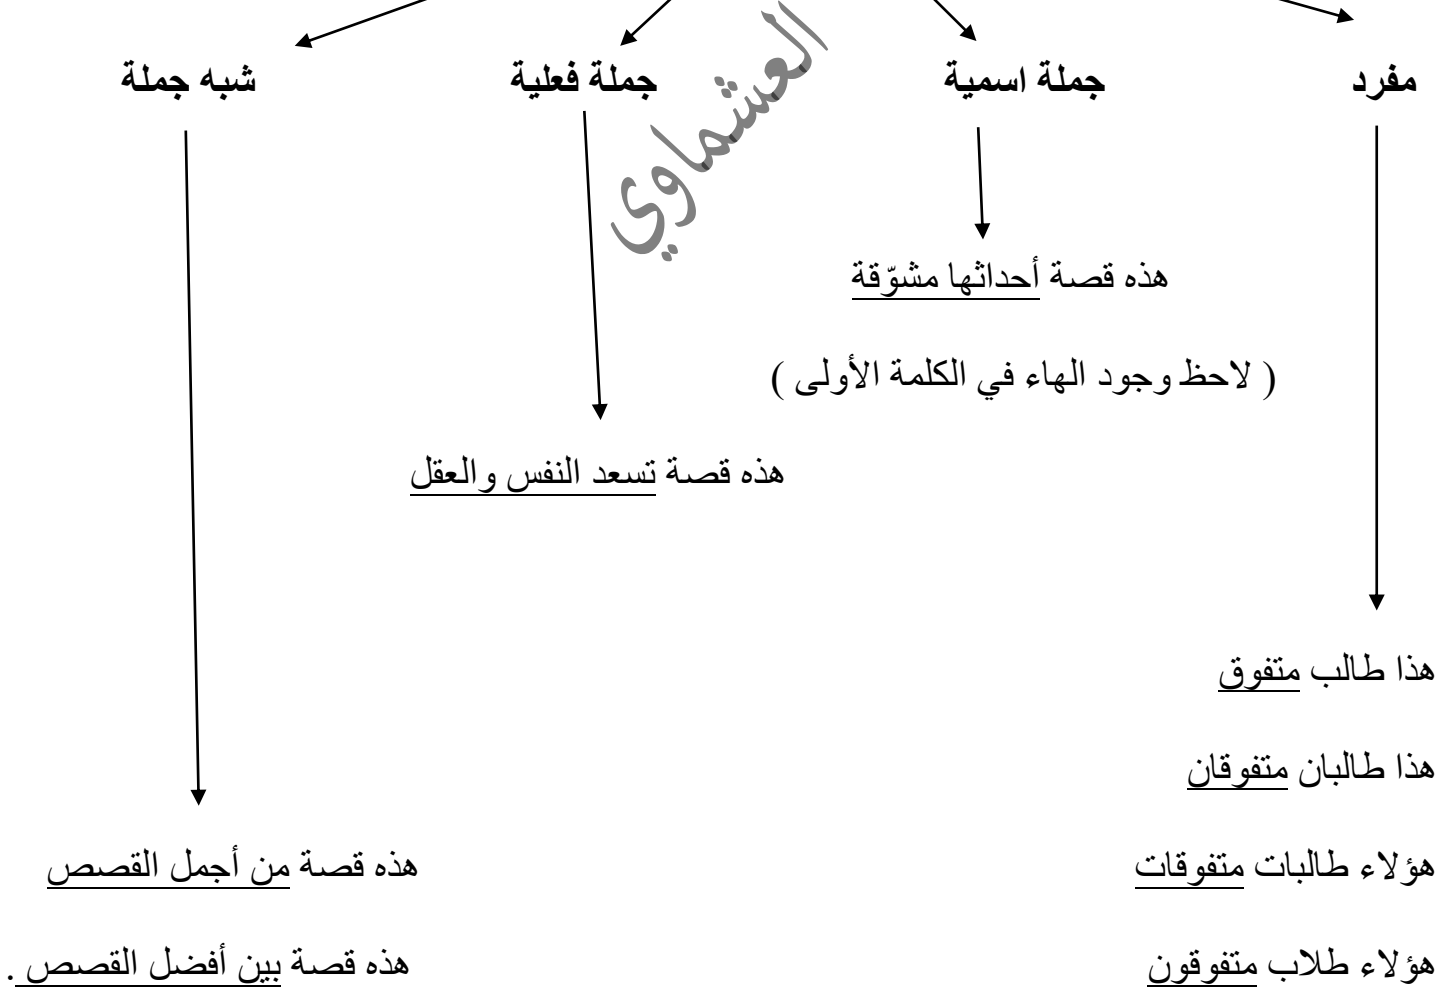 مفرد
جملة اسمية
جملة فعلية
شبه جملة
العشماوي
هذه قصة أحداثها مشوّقة
( لاحظ وجود الهاء في الكلمة الأولى )
هذه قصة تسعد النفس والعقل
هذا طالب متفوق
هذا طالبان متفوقان
هؤلاء طالبات متفوقات
هؤلاء طلاب متفوقون
هذه قصة من أجمل القصص
هذه قصة بين أفضل القصص .